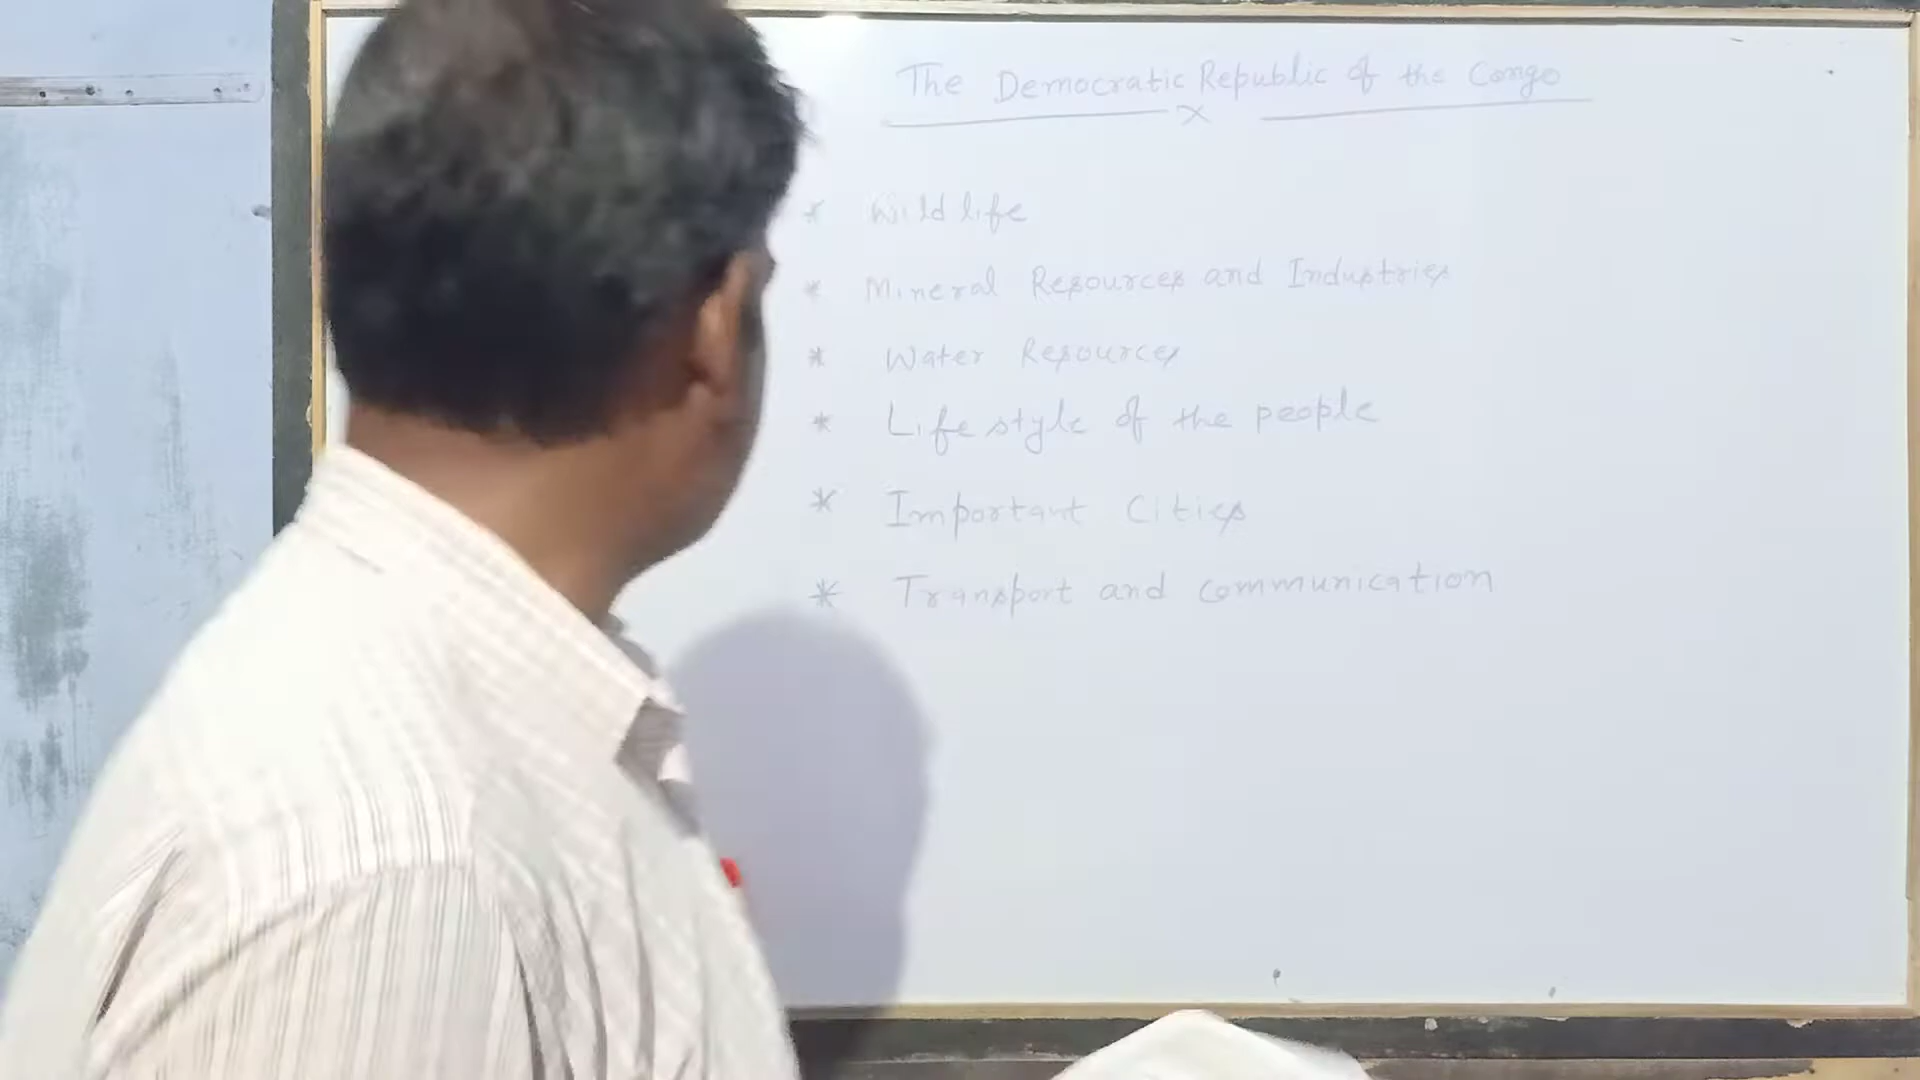 The Democratic Republic of the Congo
x
* Wild life
* Mineral Resources and Industries
* Water Resources
* Life style of the people
* Important Cities
* Transport and communication